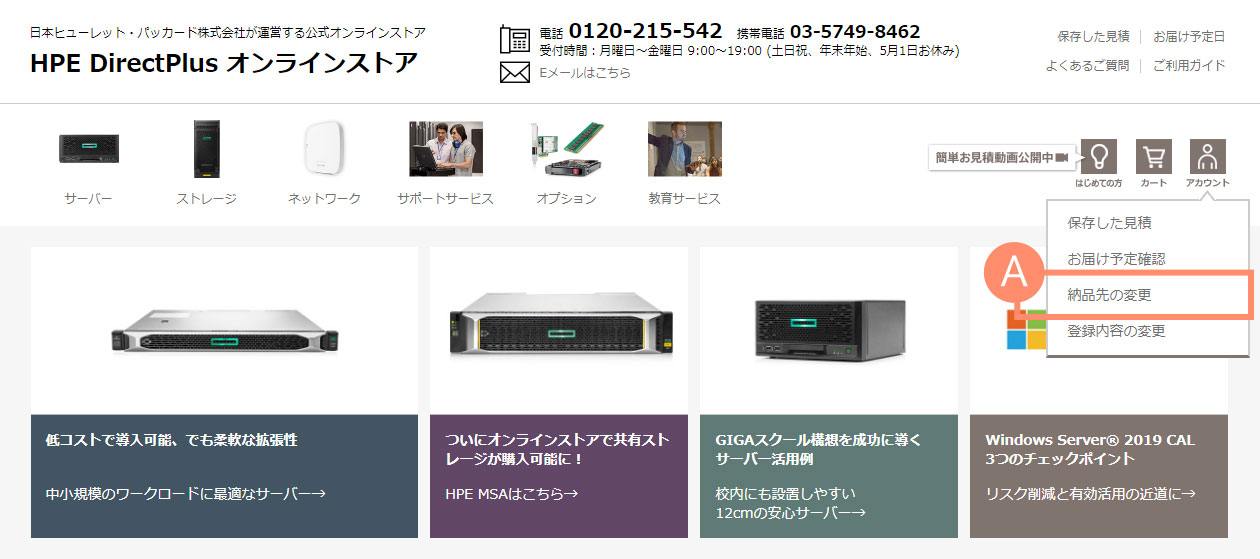 日本ヒューレット・パッカード株式会社が運営する公式オンラインストア
HPE DirectPlus オンラインストア
電話 0120-215-542 携帯電話 03-5749-8462
受付時間：月曜日～金曜日 9:00～19:00 (土日祝、年末年始、5月1日お休み)
Eメールはこちら
保存した見積 お届け予定日
よくあるご質問 ご利用ガイド
サーバー
ストレージ
ネットワーク
サポートサービス
オプション
教育サービス
簡単お見積動画公開中
はじめての方
カート
アカウント
保存した見積
お届け予定確認
A
納品先の変更
登録内容の変更
低コストで導入可能、でも柔軟な拡張性
中小規模のワークロードに最適なサーバー→
ついにオンラインストアで共有スト
レージが購入可能に！
HPE MSAはこちら→
GIGAスクール構想を成功に導く
サーバー活用例
校内にも設置しやすい
12cmの安心サーバー→
Windows Server® 2019 CAL
3つのチェックポイント
リスク削減と有効活用の近道に→